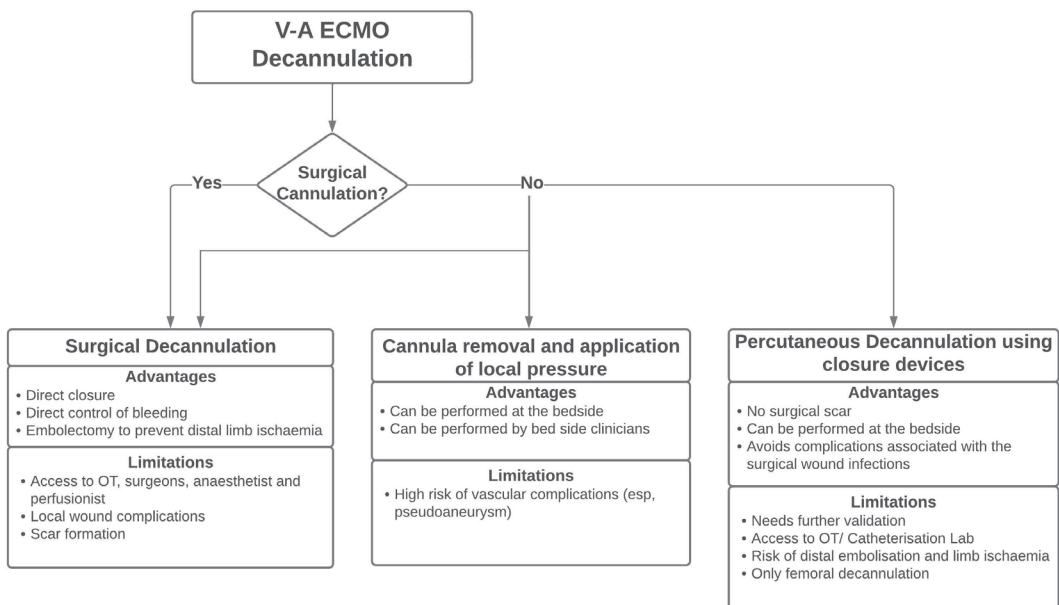 V-A ECMO
Decannulation
Surgical
Cannulation?
Yes
No
Surgical Decannulation
Advantages
• Direct closure
• Direct control of bleeding
• Embolectomy to prevent distal limb ischaemia
Limitations
• Access to OT, surgeons, anaesthetist and
perfusionist
• Local wound complications
• Scar formation
Cannula removal and application
of local pressure
Advantages
• Can be performed at the bedside
• Can be performed by bed side clinicians
Limitations
• High risk of vascular complications (esp,
pseudoaneurysm)
Percutaneous Decannulation using
closure devices
Advantages
• No surgical scar
• Can be performed at the bedside
• Avoids complications associated with the
surgical wound infections
Limitations
• Needs further validation
• Access to OT/ Catheterisation Lab
• Risk of distal embolisation and limb ischaemia
• Only femoral decannulation